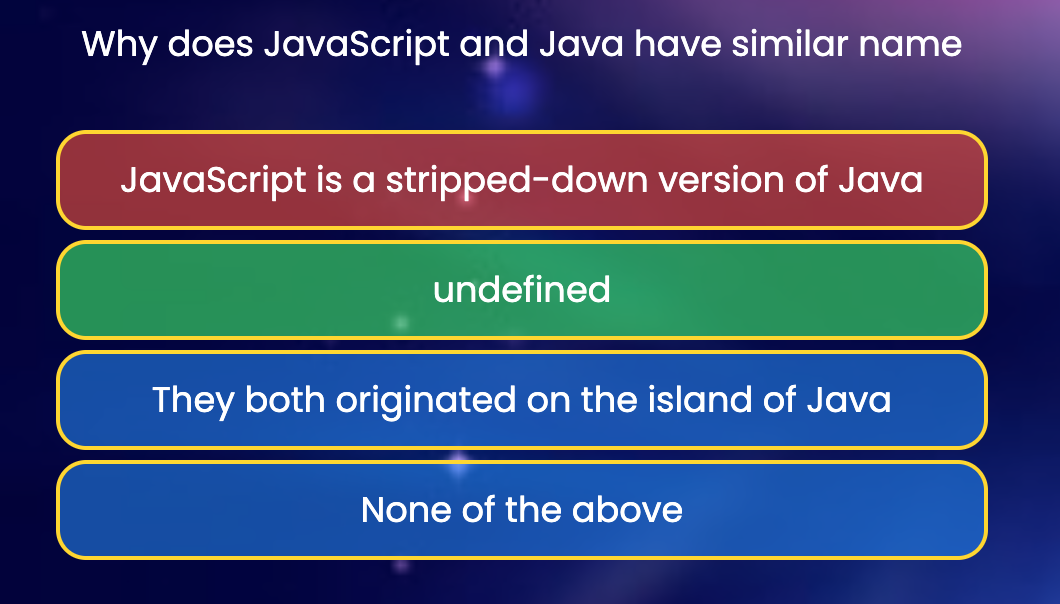 Why does JavaScript and Java have similar name
JavaScript is a stripped-down version of Java
undefined
They both originated on the island of Java
None of the above